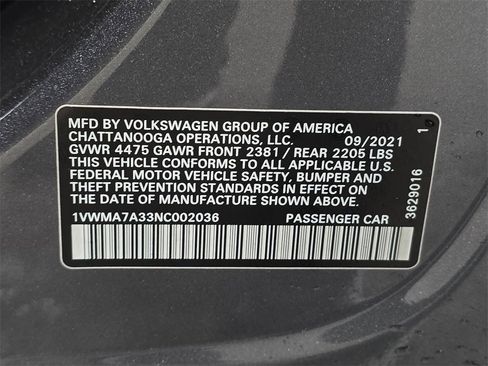 MFD BY VOLKSWAGEN GROUP OF AMERICA
CHATTANOOGA OPERATIONS, LLC. 09/2021
GVWR 4475 GAWR FRONT 2381 / REAR 2205 LBS
THIS VEHICLE CONFORMS TO ALL APPLICABLE U.S.
FEDERAL MOTOR VEHICLE SAFETY, BUMPER AND
THEFT PREVENTION STANDARDS IN EFFECT ON
THE DATE OF MANUFACTURE SHOWN ABOVE.
1VWMA7A33NC002036 PASSENGER CAR
3629016 1